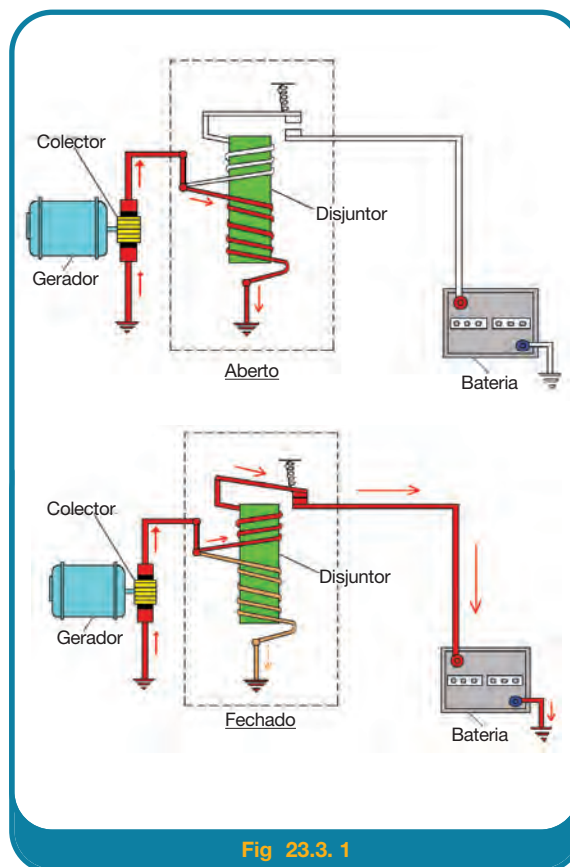 Colector
Disjuntor
Gerador
Bateria
Aberto
Colector
Disjuntor
Gerador
Bateria
Fechado
Fig 23.3. 1